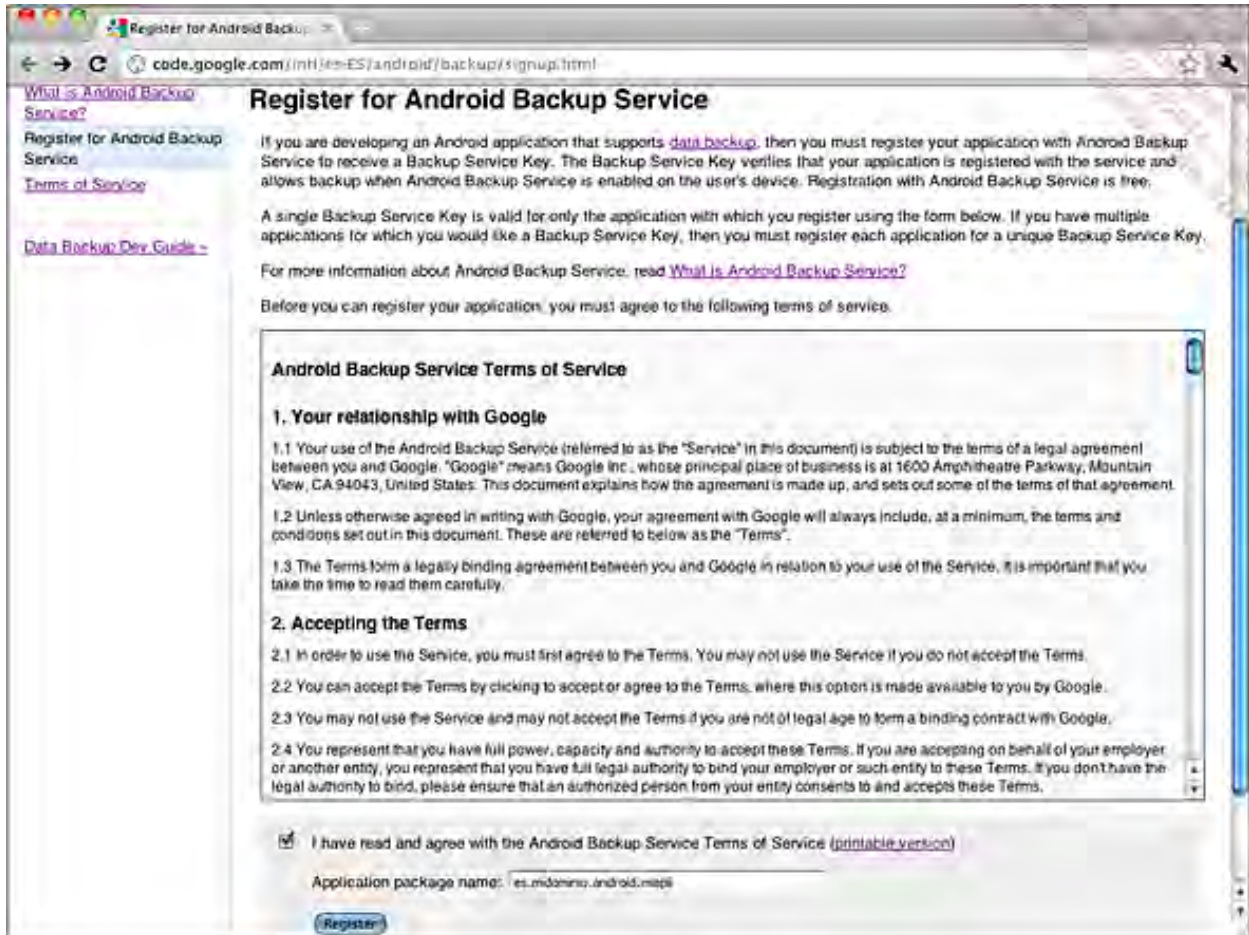 Register for Android Backup
code.google.com/intl/es-ES/android/backup/signup.html
What is Android Backup
Service?
Register for Android Backup
Service
Terms of Service
Data Backup Dev Guide »
Register for Android Backup Service
If you are developing an Android application that supports data backup, then you must register your application with Android Backup
Service to receive a Backup Service Key. The Backup Service Key verifies that your application is registered with the service and
allows backup when Android Backup Service is enabled on the user's device. Registration with Android Backup Service is free.
A single Backup Service Key is valid for only the application with which you register using the form below. If you have multiple
applications for which you would like a Backup Service Key, then you must register each application for a unique Backup Service Key.
For more information about Android Backup Service, read What is Android Backup Service?
Before you can register your application, you must agree to the following terms of service.
Android Backup Service Terms of Service
1. Your relationship with Google
1.1 Your use of the Android Backup Service (referred to as the "Service" in this document) is subject to the terms of a legal agreement
between you and Google. "Google" means Google Inc., whose principal place of business is at 1600 Amphitheatre Parkway, Mountain
View, CA 94043, United States. This document explains how the agreement is made up, and sets out some of the terms of that agreement.
1.2 Unless otherwise agreed in writing with Google, your agreement with Google will always include, at a minimum, the terms and
conditions set out in this document. These are referred to below as the "Terms".
1.3 The Terms form a legally binding agreement between you and Google in relation to your use of the Service. It is important that you
take the time to read them carefully.
2. Accepting the Terms
2.1 In order to use the Service, you must first agree to the Terms. You may not use the Service if you do not accept the Terms.
2.2 You can accept the Terms by clicking to accept or agree to the Terms, where this option is made available to you by Google.
2.3 You may not use the Service and may not accept the Terms if you are not of legal age to form a binding contract with Google.
2.4 You represent that you have full power, capacity and authority to accept these Terms. If you are accepting on behalf of your employer
or another entity, you represent that you have full legal authority to bind your employer or such entity to these Terms. If you don't have the
legal authority to bind, please ensure that an authorized person from your entity consents to and accepts these Terms.
I have read and agree with the Android Backup Service Terms of Service (printable version)
Application package name:
Register